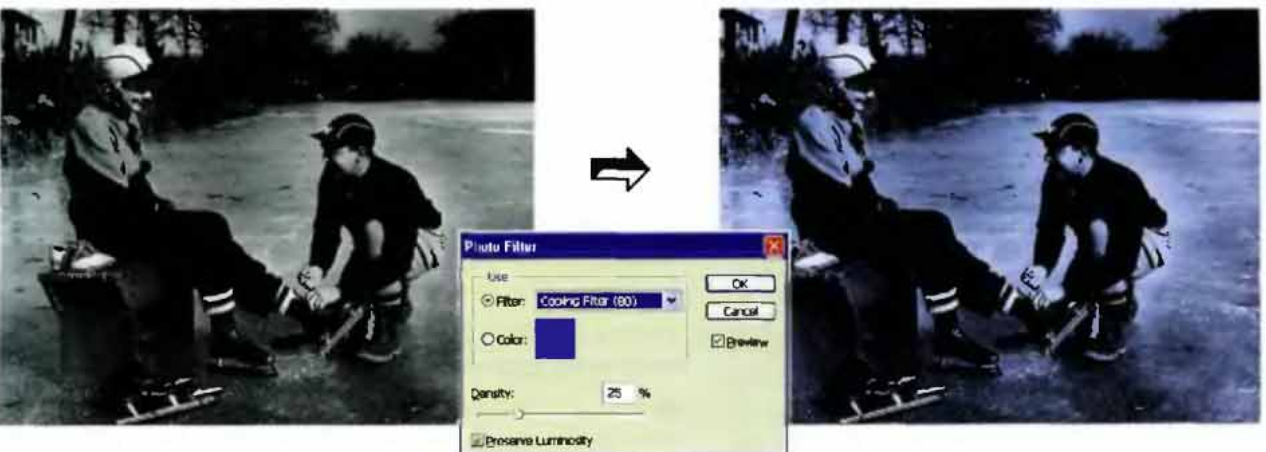 Photo Filter
Use
Filter: Cooling Filter (80)
Color:
OK
Cancel
Preview
Density: 25 %
Preserve Luminosity